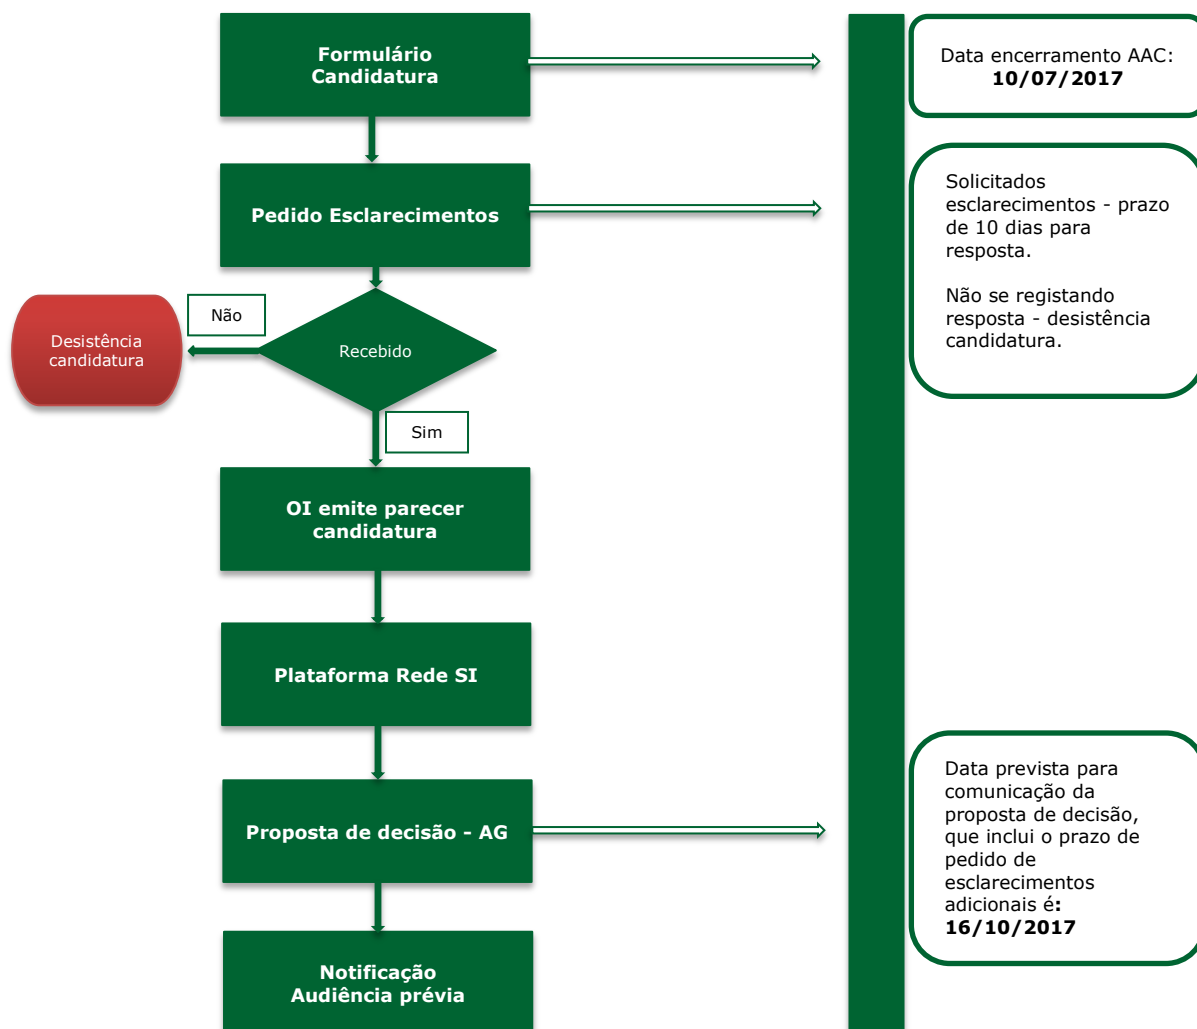 Formulário
Candidatura
Data encerramento AAC:
10/07/2017
Pedido Esclarecimentos
Solicitados
esclarecimentos - prazo
de 10 dias para
resposta.
Não se registando
resposta - desistência
candidatura.
Não
Desistência
candidatura
Recebido
Sim
OI emite parecer
candidatura
Plataforma Rede SI
Proposta de decisão - AG
Data prevista para
comunicação da
proposta de decisão,
que inclui o prazo de
pedido de
esclarecimentos
adicionais é:
16/10/2017
Notificação
Audiência prévia